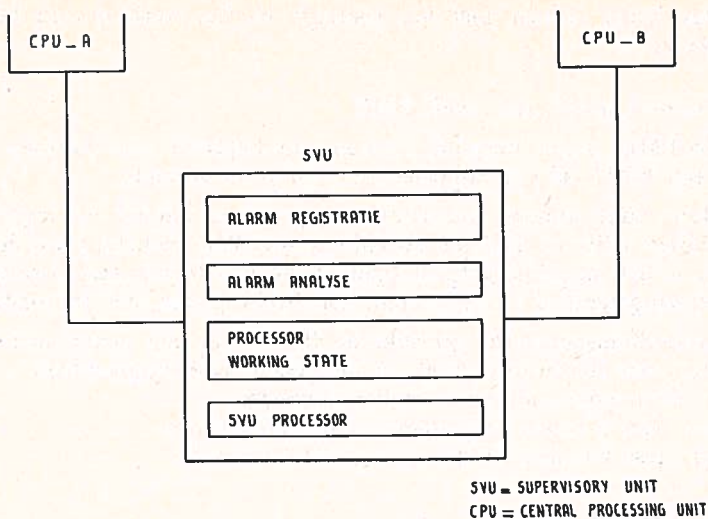 CPU_A
CPU_B
SVU
ALARM REGISTRATIE
ALARM ANALYSE
PROCESSOR
WORKING STATE
SVU PROCESSOR
SVU = SUPERVISORY UNIT
CPU = CENTRAL PROCESSING UNIT